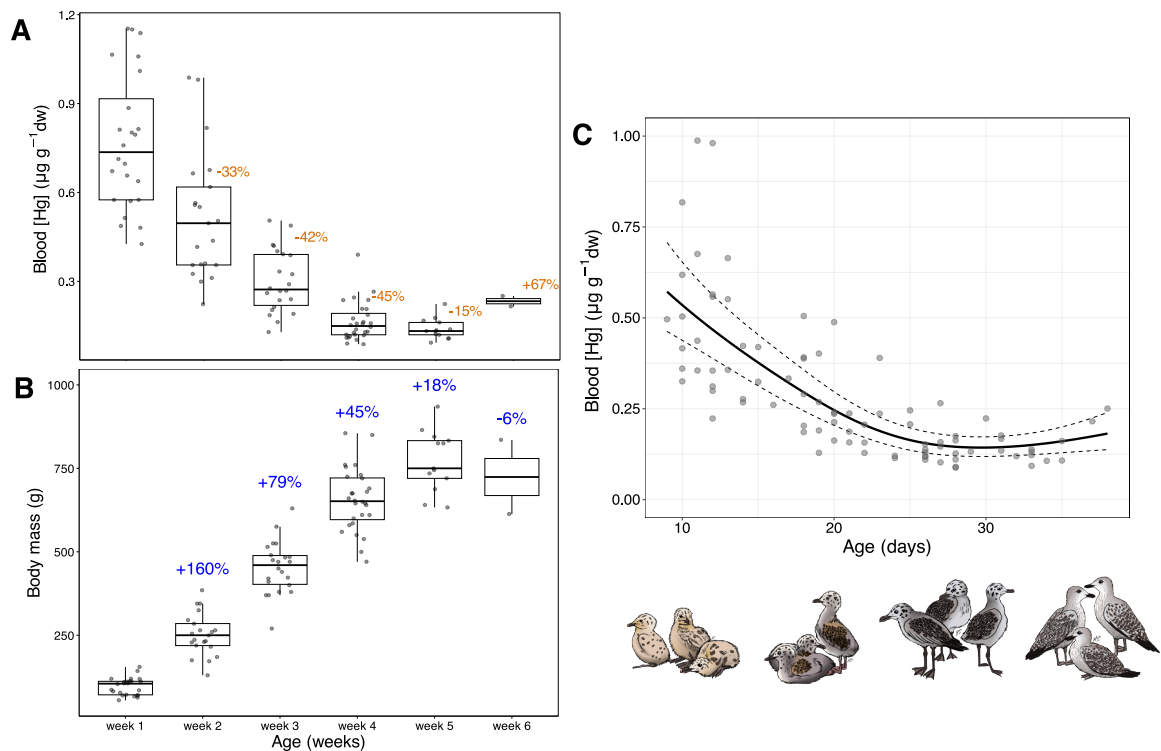 A
Blood [Hg] (µg g⁻¹dw)
1.2
0.9
0.6
0.3
-33%
-42%
-45%
-15%
+67%
B
Body mass (g)
1000
750
500
250
+160%
+79%
+45%
+18%
-6%
week 1 week 2 week 3 week 4 week 5 week 6
Age (weeks)
C
Blood [Hg] (µg g⁻¹dw)
1.00
0.75
0.50
0.25
0.00
10 20 30
Age (days)